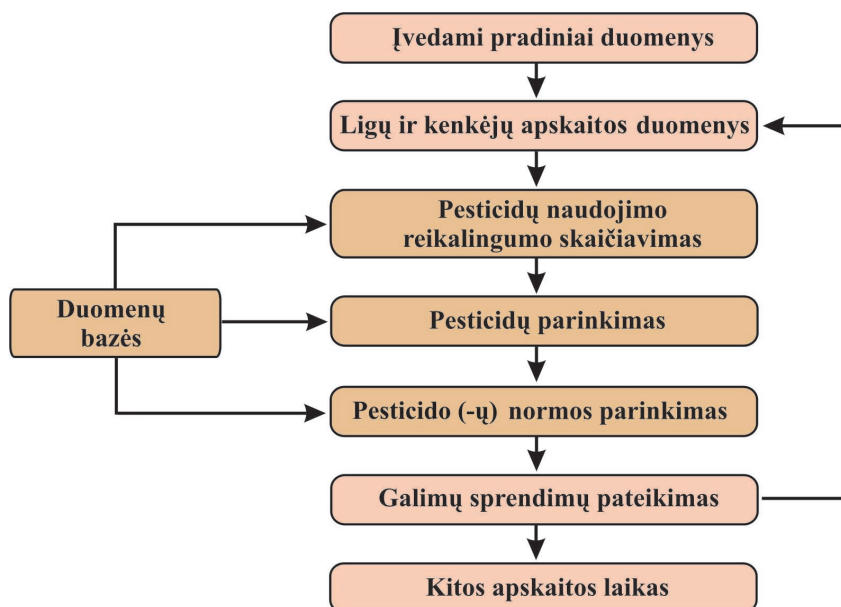 Įvedami pradiniai duomenys
Ligų ir kenkėjų apskaitos duomenys
Pesticidų naudojimo
reikalingumo skaičiavimas
Duomenų
bazės
Pesticidų parinkimas
Pesticido (-ų) normos parinkimas
Galimų sprendimų pateikimas
Kitos apskaitos laikas